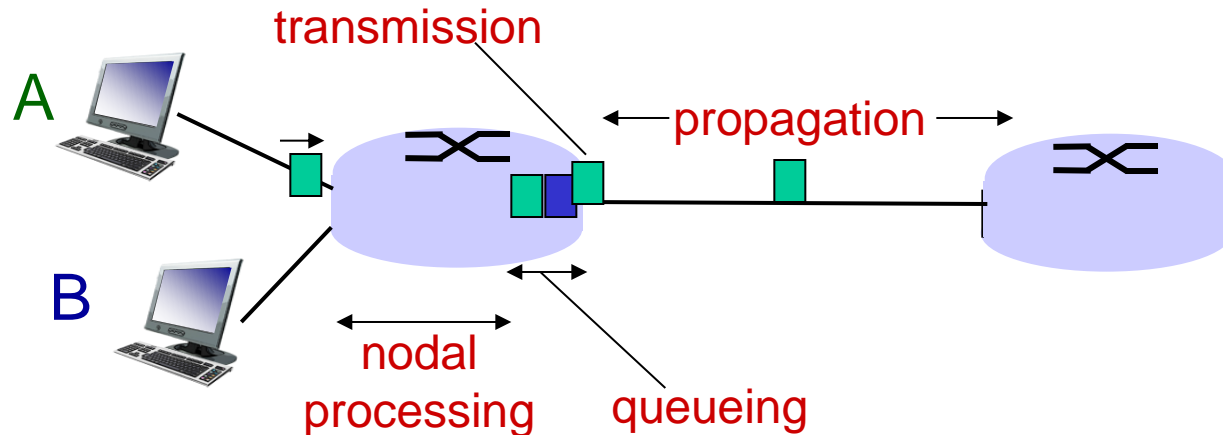 transmission
A
propagation
B
nodal
processing
queueing